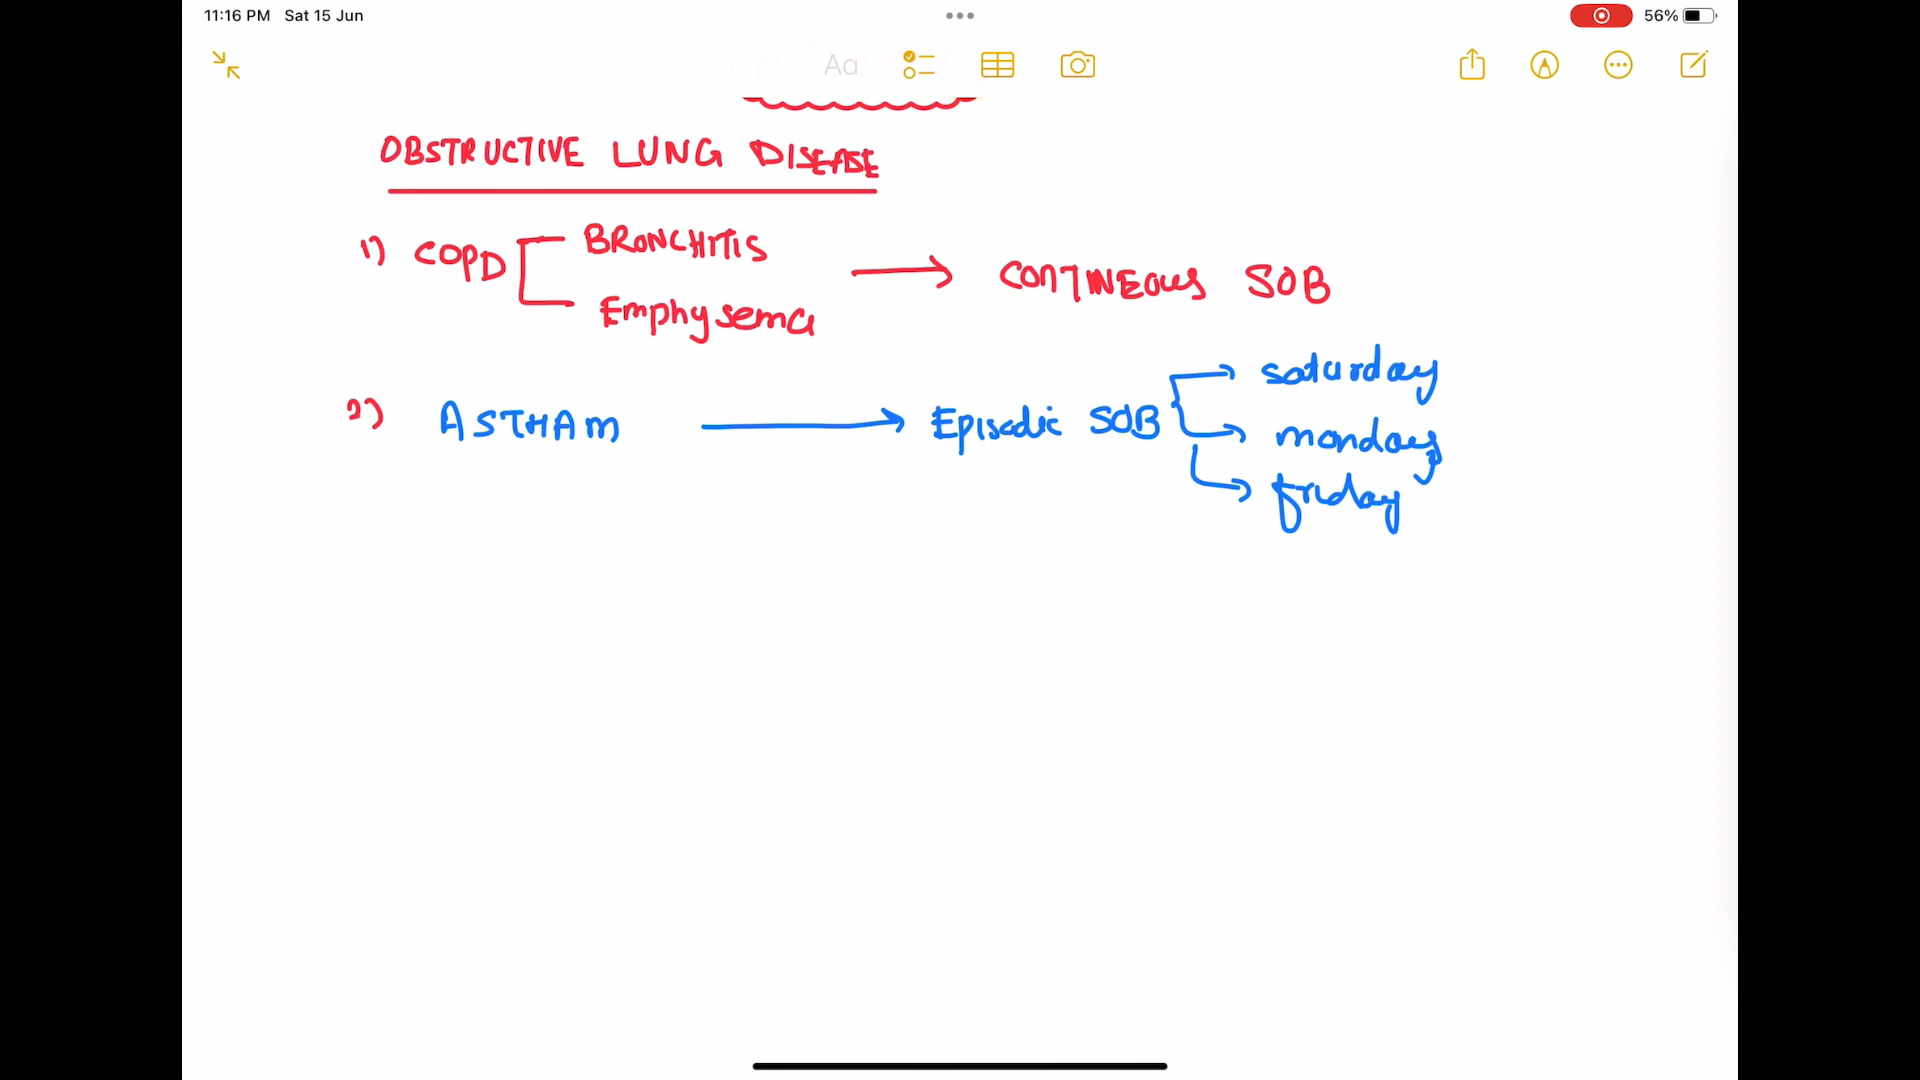 11:16 PM Sat 15 Jun
56%
Aa
OBSTRUCTIVE LUNG DISEASE
1) COPD
BRONCHITIS
Emphysema
CONTINEOUS SOB
2) ASTHAM
Episodic SOB
saturday
monday
friday